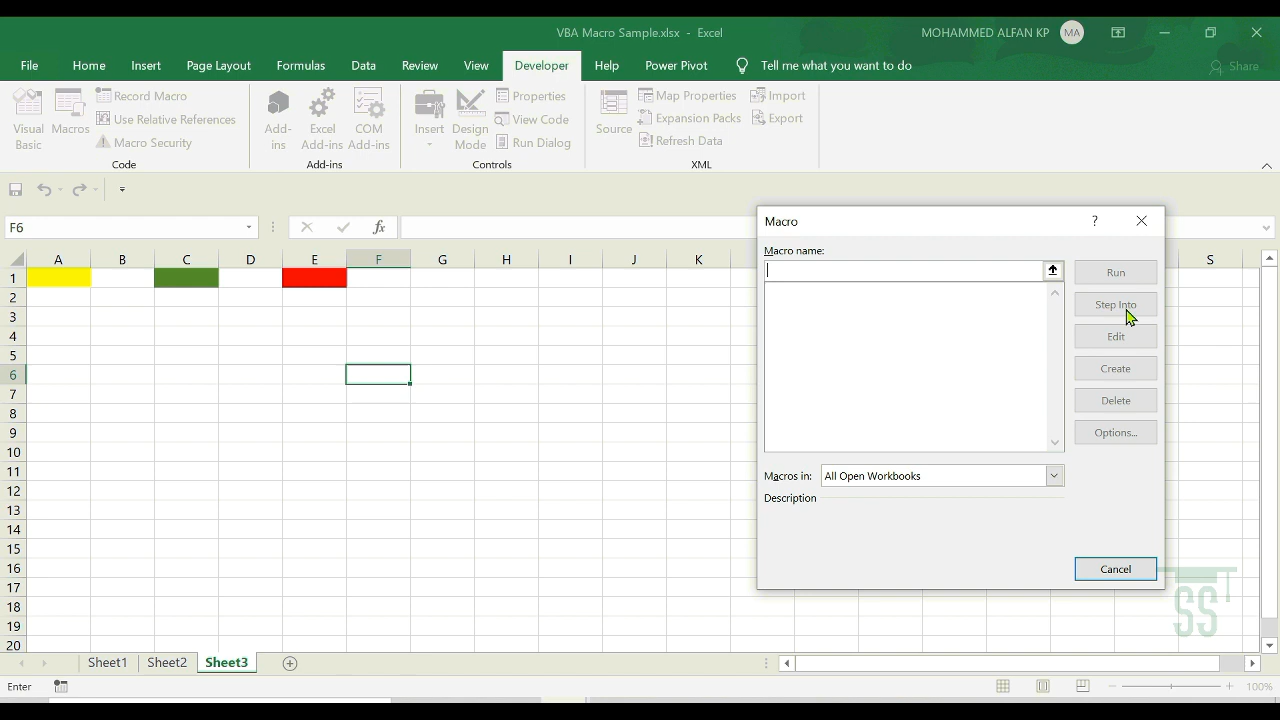 VBA Macro Sample.xlsx - Excel
MOHAMMED ALFAN KP MA
File Home Insert Page Layout Formulas Data Review View Developer Help Power Pivot Tell me what you want to do Share
Visual Basic
Macros
Record Macro
Use Relative References
Macro Security
Code
Add-ins
Excel Add-ins
COM Add-ins
Add-ins
Insert
Design Mode
Properties
View Code
Run Dialog
Controls
Source
Map Properties
Expansion Packs
Refresh Data
Import
Export
XML
F6
fx
A B C D E F G H I J K S
1
2
3
4
5
6
7
8
9
10
11
12
13
14
15
16
17
18
19
20
Macro ?
Macro name:
Run
Step Into
Edit
Create
Delete
Options...
Macros in: All Open Workbooks
Description
Cancel
SST
Sheet1 Sheet2 Sheet3
Enter
100%